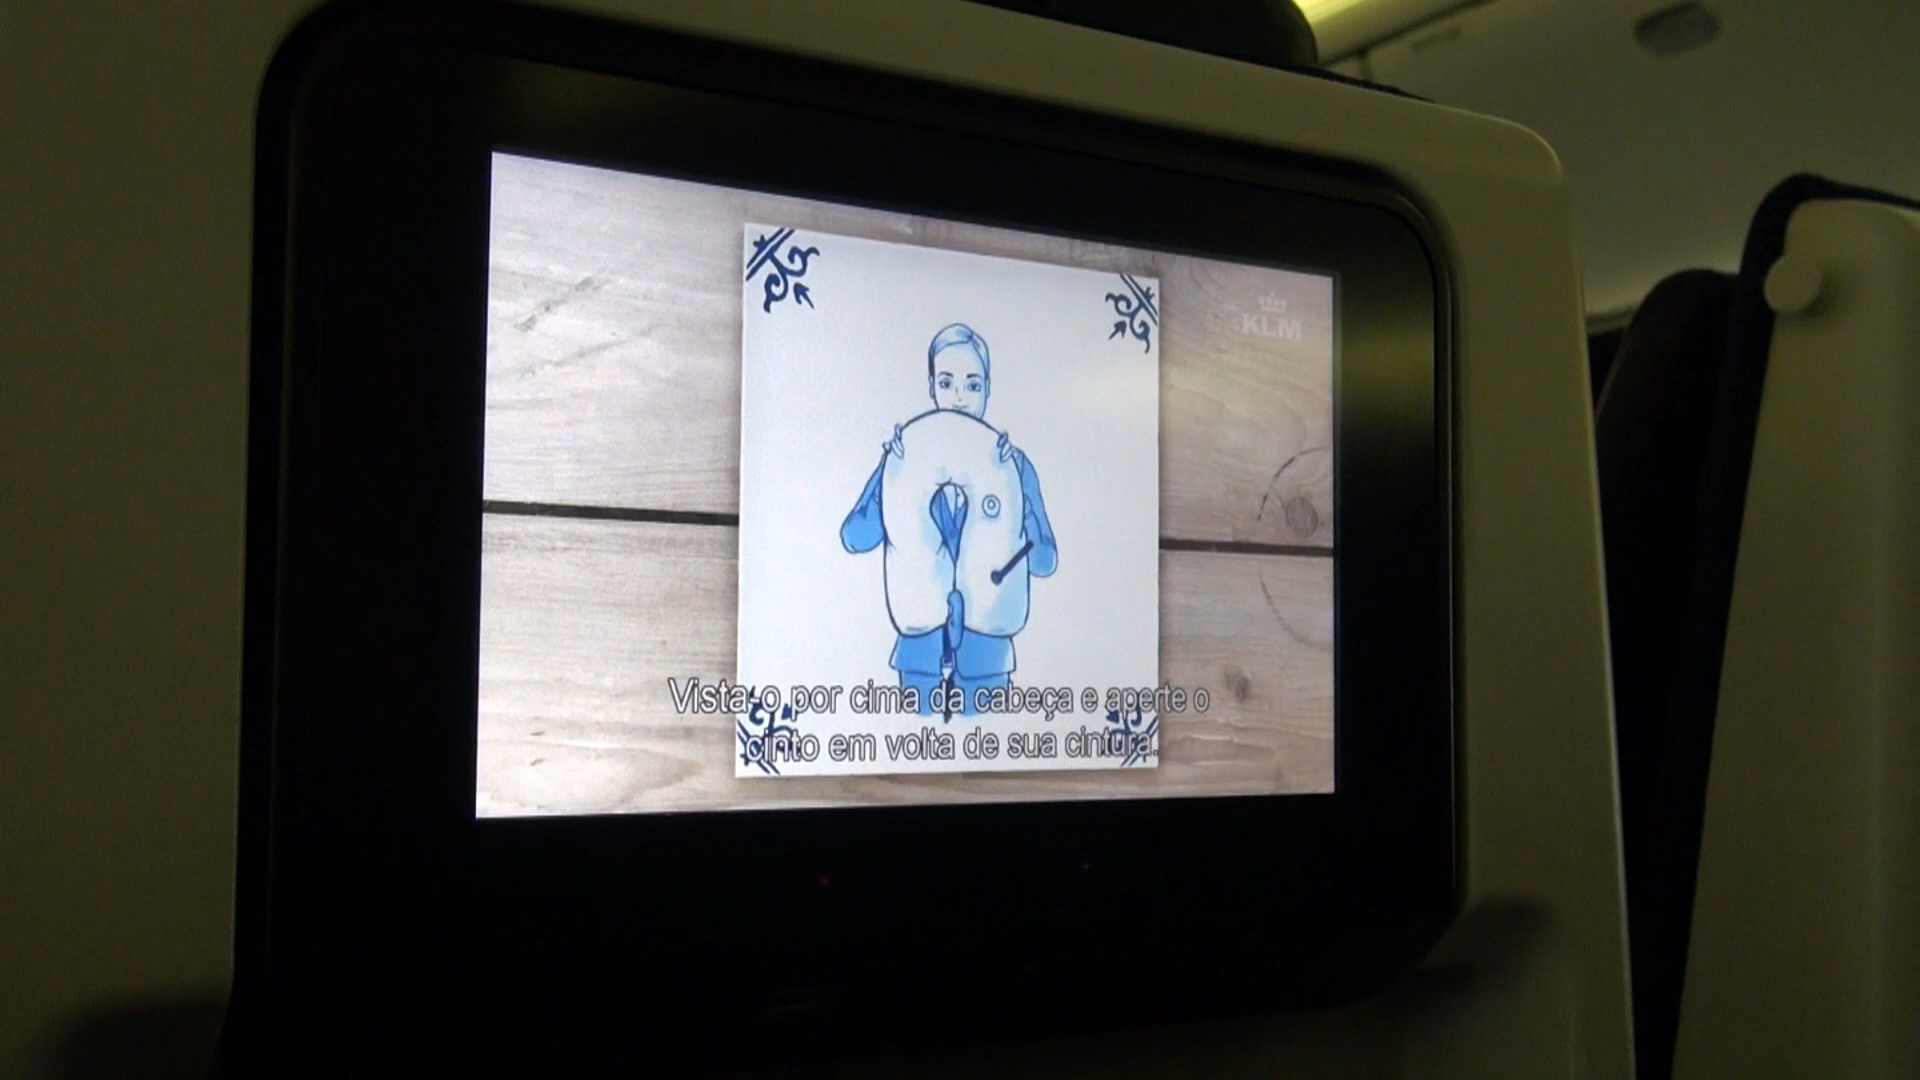 KLM
Vista-o por cima da cabeça e aperte o
cinto em volta de sua cintura.